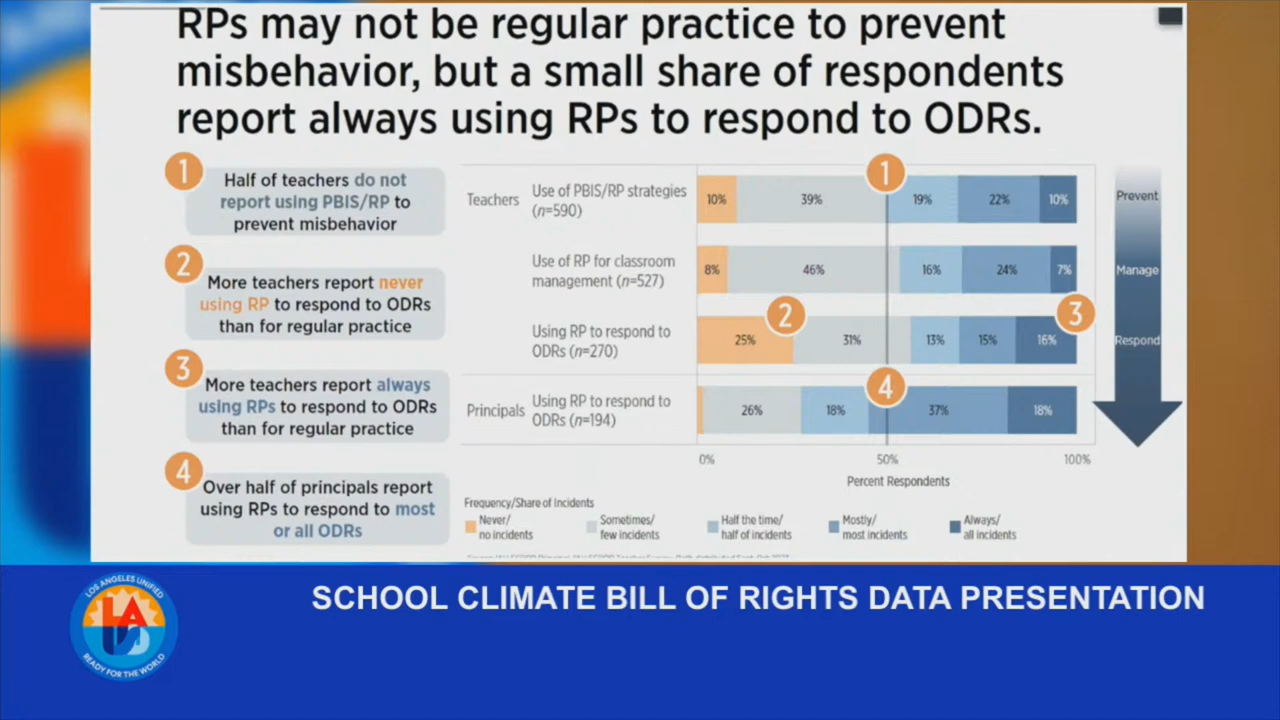 RPs may not be regular practice to prevent
misbehavior, but a small share of respondents
report always using RPs to respond to ODRs.
1
Half of teachers do not
report using PBIS/RP to
prevent misbehavior
2
More teachers report never
using RP to respond to ODRs
than for regular practice
3
More teachers report always
using RPs to respond to ODRs
than for regular practice
4
Over half of principals report
using RPs to respond to most
or all ODRs
1
Teachers
Use of PBIS/RP strategies
(n=590)
10% 39% 19% 22% 10%
Use of RP for classroom
management (n=527)
8% 46% 16% 24% 7%
2
3
Using RP to respond to
ODRs (n=270)
25% 31% 13% 15% 16%
4
Principals
Using RP to respond to
ODRs (n=194)
26% 18% 37% 18%
0% 50% 100%
Percent Respondents
Prevent
Manage
Respond
Frequency/Share of Incidents
Never/
no incidents
Sometimes/
few incidents
Half the time/
half of incidents
Mostly/
most incidents
Always/
all incidents
LOS ANGELES UNIFIED
LA
US
READY FOR THE WORLD
SCHOOL CLIMATE BILL OF RIGHTS DATA PRESENTATION